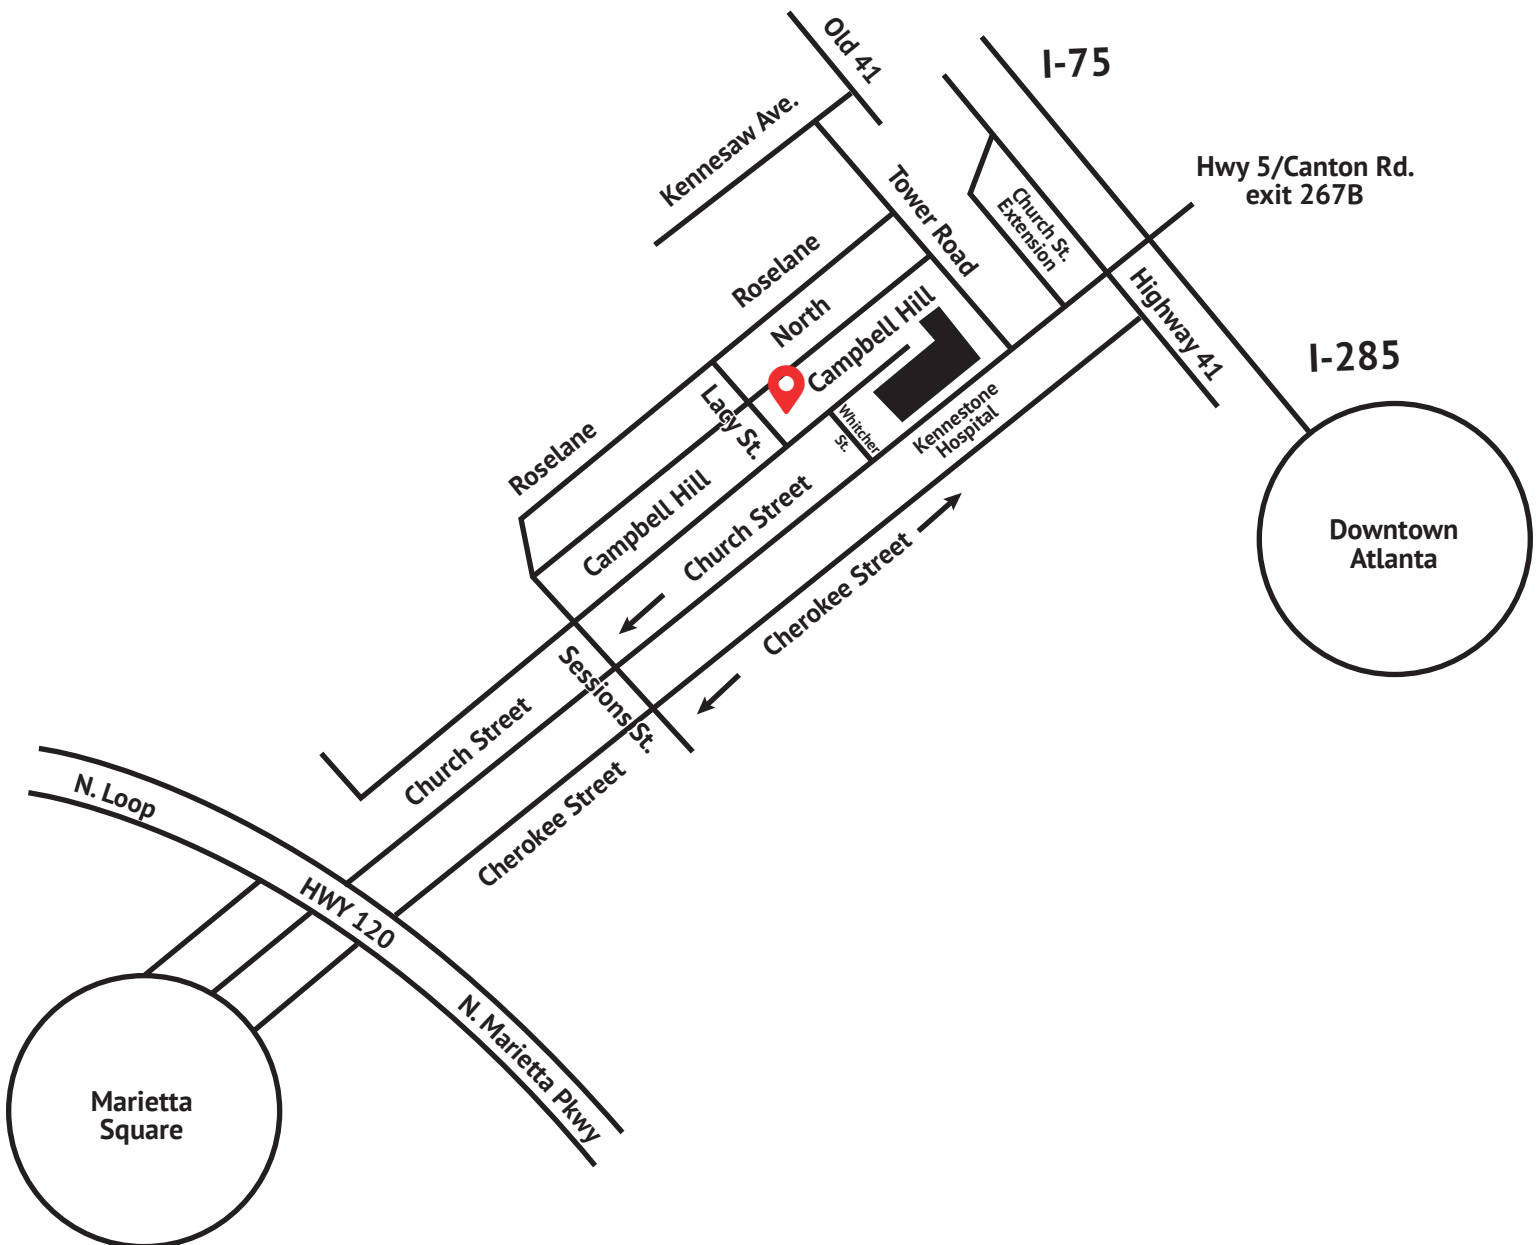 Old 41
I-75
Kennesaw Ave.
Hwy 5/Canton Rd.
exit 267B
Tower Road
Church St.
Extension
Roselane
North
Campbell Hill
Highway 41
I-285
Lacy St.
Whitcher
St.
Kennestone
Hospital
Roselane
Campbell Hill
Church Street
Cherokee Street
Downtown
Atlanta
Sessions St.
Church Street
Cherokee Street
N. Loop
HWY 120
N. Marietta Pkwy
Marietta
Square